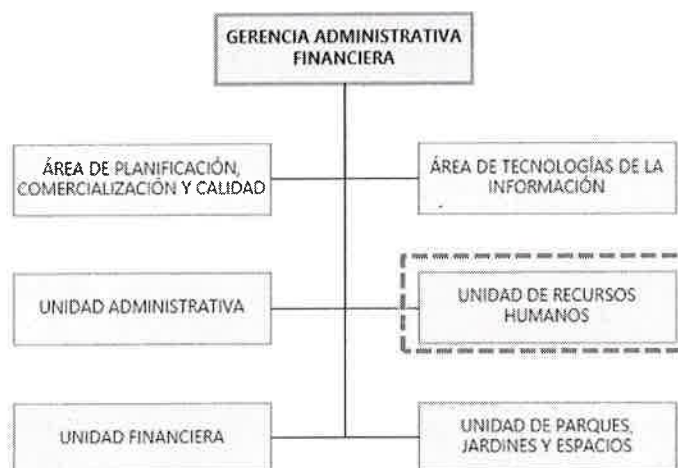 GERENCIA ADMINISTRATIVA
FINANCIERA
ÁREA DE PLANIFICACIÓN,
COMERCIALIZACIÓN Y CALIDAD
ÁREA DE TECNOLOGÍAS DE LA
INFORMACIÓN
UNIDAD ADMINISTRATIVA
UNIDAD DE RECURSOS
HUMANOS
UNIDAD FINANCIERA
UNIDAD DE PARQUES,
JARDINES Y ESPACIOS